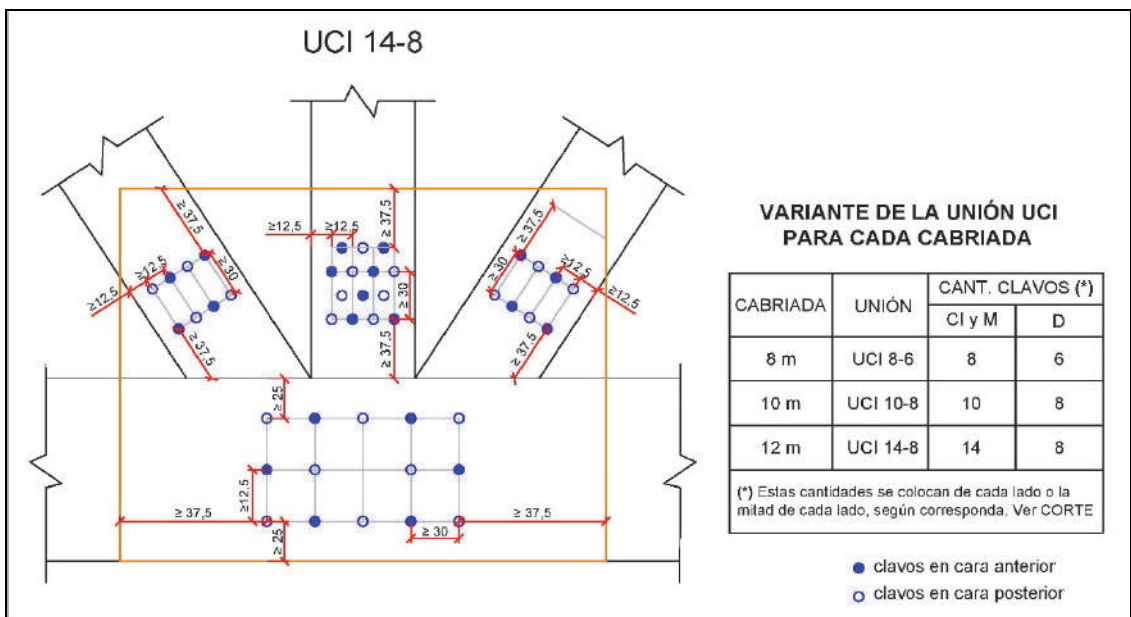 UCI 14-8
≥12,5
≥12,5
≥ 37,5
≥ 30
≥ 37,5
≥ 37,5
≥12,5
≥12,5
≥ 30
≥ 37,5
≥ 37,5
≥ 30
≥12,5
≥12,5
≥ 37,5
≥ 25
≥12,5
≥ 37,5
≥ 25
≥ 30
≥ 37,5
VARIANTE DE LA UNIÓN UCI
PARA CADA CABRIADA
CABRIADA UNIÓN CANT. CLAVOS (*)
CI y M D
8 m UCI 8-6 8 6
10 m UCI 10-8 10 8
12 m UCI 14-8 14 8
(*) Estas cantidades se colocan de cada lado o la
mitad de cada lado, según corresponda. Ver CORTE
clavos en cara anterior
clavos en cara posterior